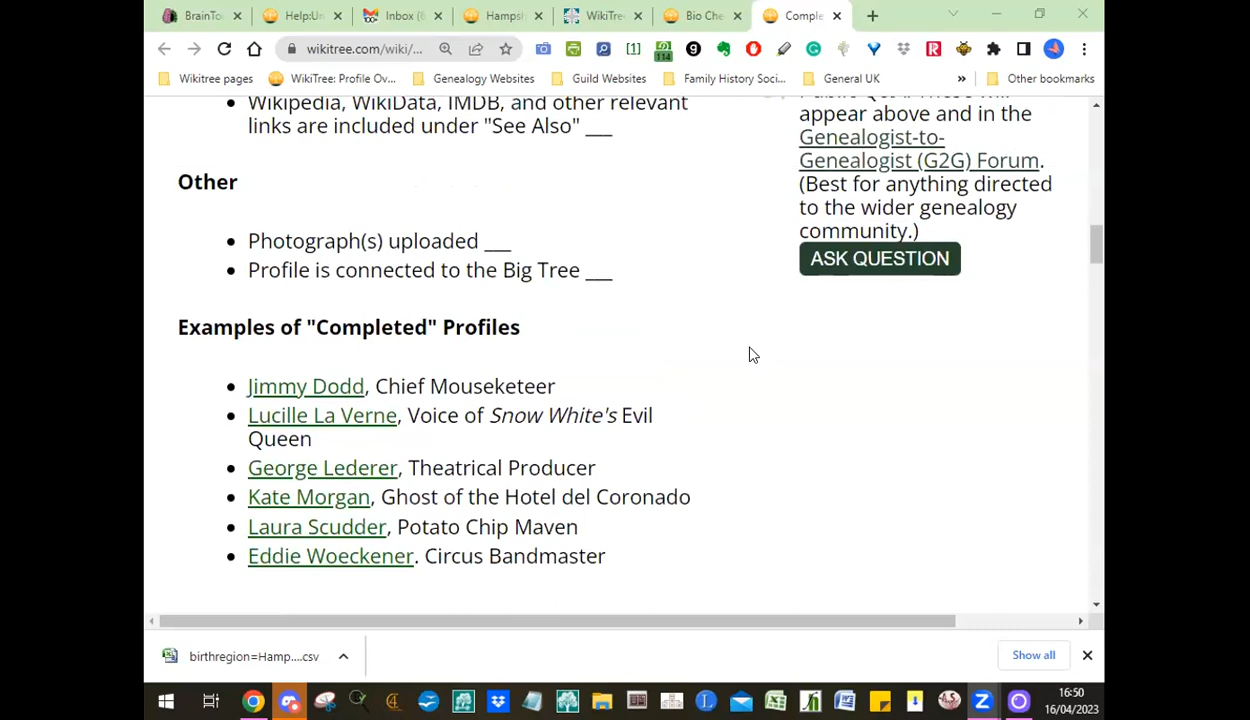 BrainTo
Help:Un
Inbox (6
Hampsh
WikiTre
Bio Che
Comple
wikitree.com/wiki/...
114
Wikitree pages
WikiTree: Profile Ov...
Genealogy Websites
Guild Websites
Family History Soci...
General UK
»
Other bookmarks
• Wikipedia, WikiData, IMDB, and other relevant
links are included under "See Also" ___
Other
• Photograph(s) uploaded ___
• Profile is connected to the Big Tree ___
Examples of "Completed" Profiles
• Jimmy Dodd, Chief Mouseketeer
• Lucille La Verne, Voice of Snow White's Evil
Queen
• George Lederer, Theatrical Producer
• Kate Morgan, Ghost of the Hotel del Coronado
• Laura Scudder, Potato Chip Maven
• Eddie Woeckener. Circus Bandmaster
appear above and in the
Genealogist-to-
Genealogist (G2G) Forum.
(Best for anything directed
to the wider genealogy
community.)
ASK QUESTION
birthregion=Hamp....csv
Show all
16:50
16/04/2023